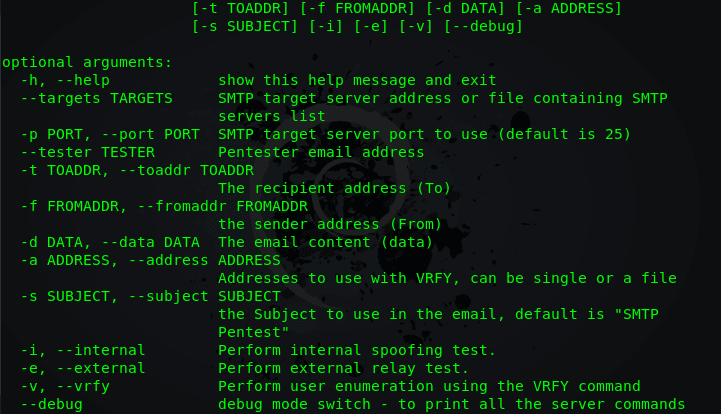 [-t TOADDR] [-f FROMADDR] [-d DATA] [-a ADDRESS]
[-s SUBJECT] [-i] [-e] [-v] [--debug]
optional arguments:
-h, --help show this help message and exit
--targets TARGETS SMTP target server address or file containing SMTP
servers list
-p PORT, --port PORT SMTP target server port to use (default is 25)
--tester TESTER Pentester email address
-t TOADDR, --toaddr TOADDR
The recipient address (To)
-f FROMADDR, --fromaddr FROMADDR
the sender address (From)
-d DATA, --data DATA The email content (data)
-a ADDRESS, --address ADDRESS
Addresses to use with VRFY, can be single or a file
-s SUBJECT, --subject SUBJECT
the Subject to use in the email, default is "SMTP
Pentest"
-i, --internal Perform internal spoofing test.
-e, --external Perform external relay test.
-v, --vrfy Perform user enumeration using the VRFY command
--debug debug mode switch - to print all the server commands